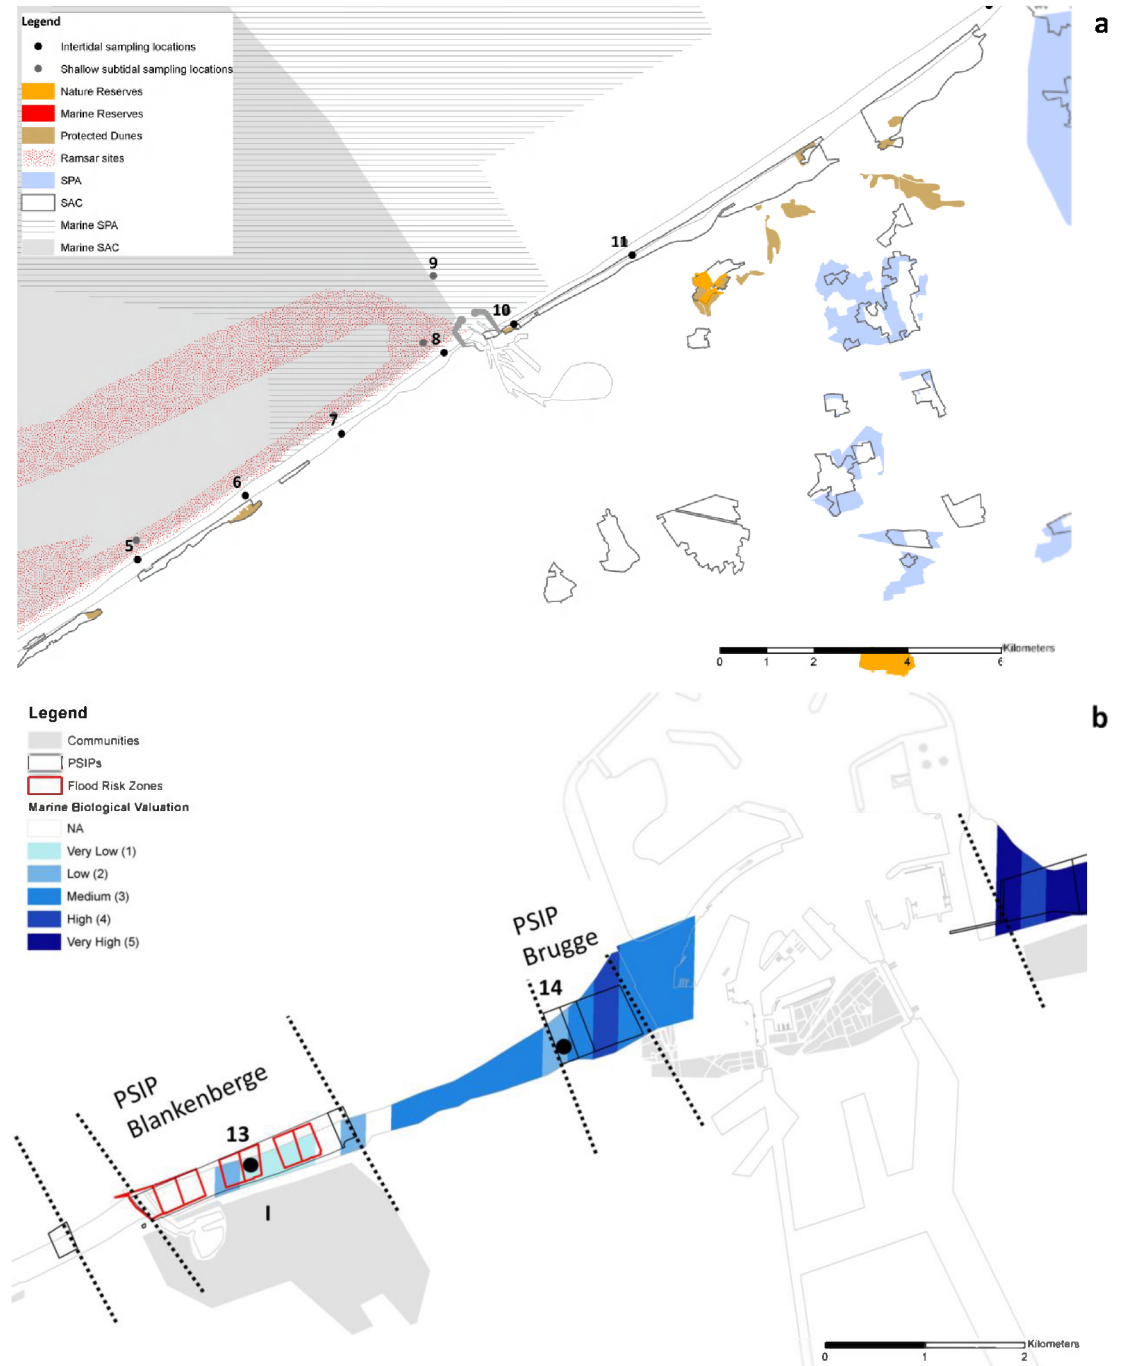 a
Legend
Intertidal sampling locations
Shallow subtidal sampling locations
Nature Reserves
Marine Reserves
Protected Dunes
Ramsar sites
SPA
SAC
Marine SPA
Marine SAC
11
9
10
8
7
6
5
Kilometers
0 1 2 4 6
b
Legend
Communities
PSIPs
Flood Risk Zones
Marine Biological Valuation
NA
Very Low (1)
Low (2)
Medium (3)
High (4)
Very High (5)
PSIP
Brugge
14
PSIP
Blankenberge
13
I
Kilometers
0 1 2